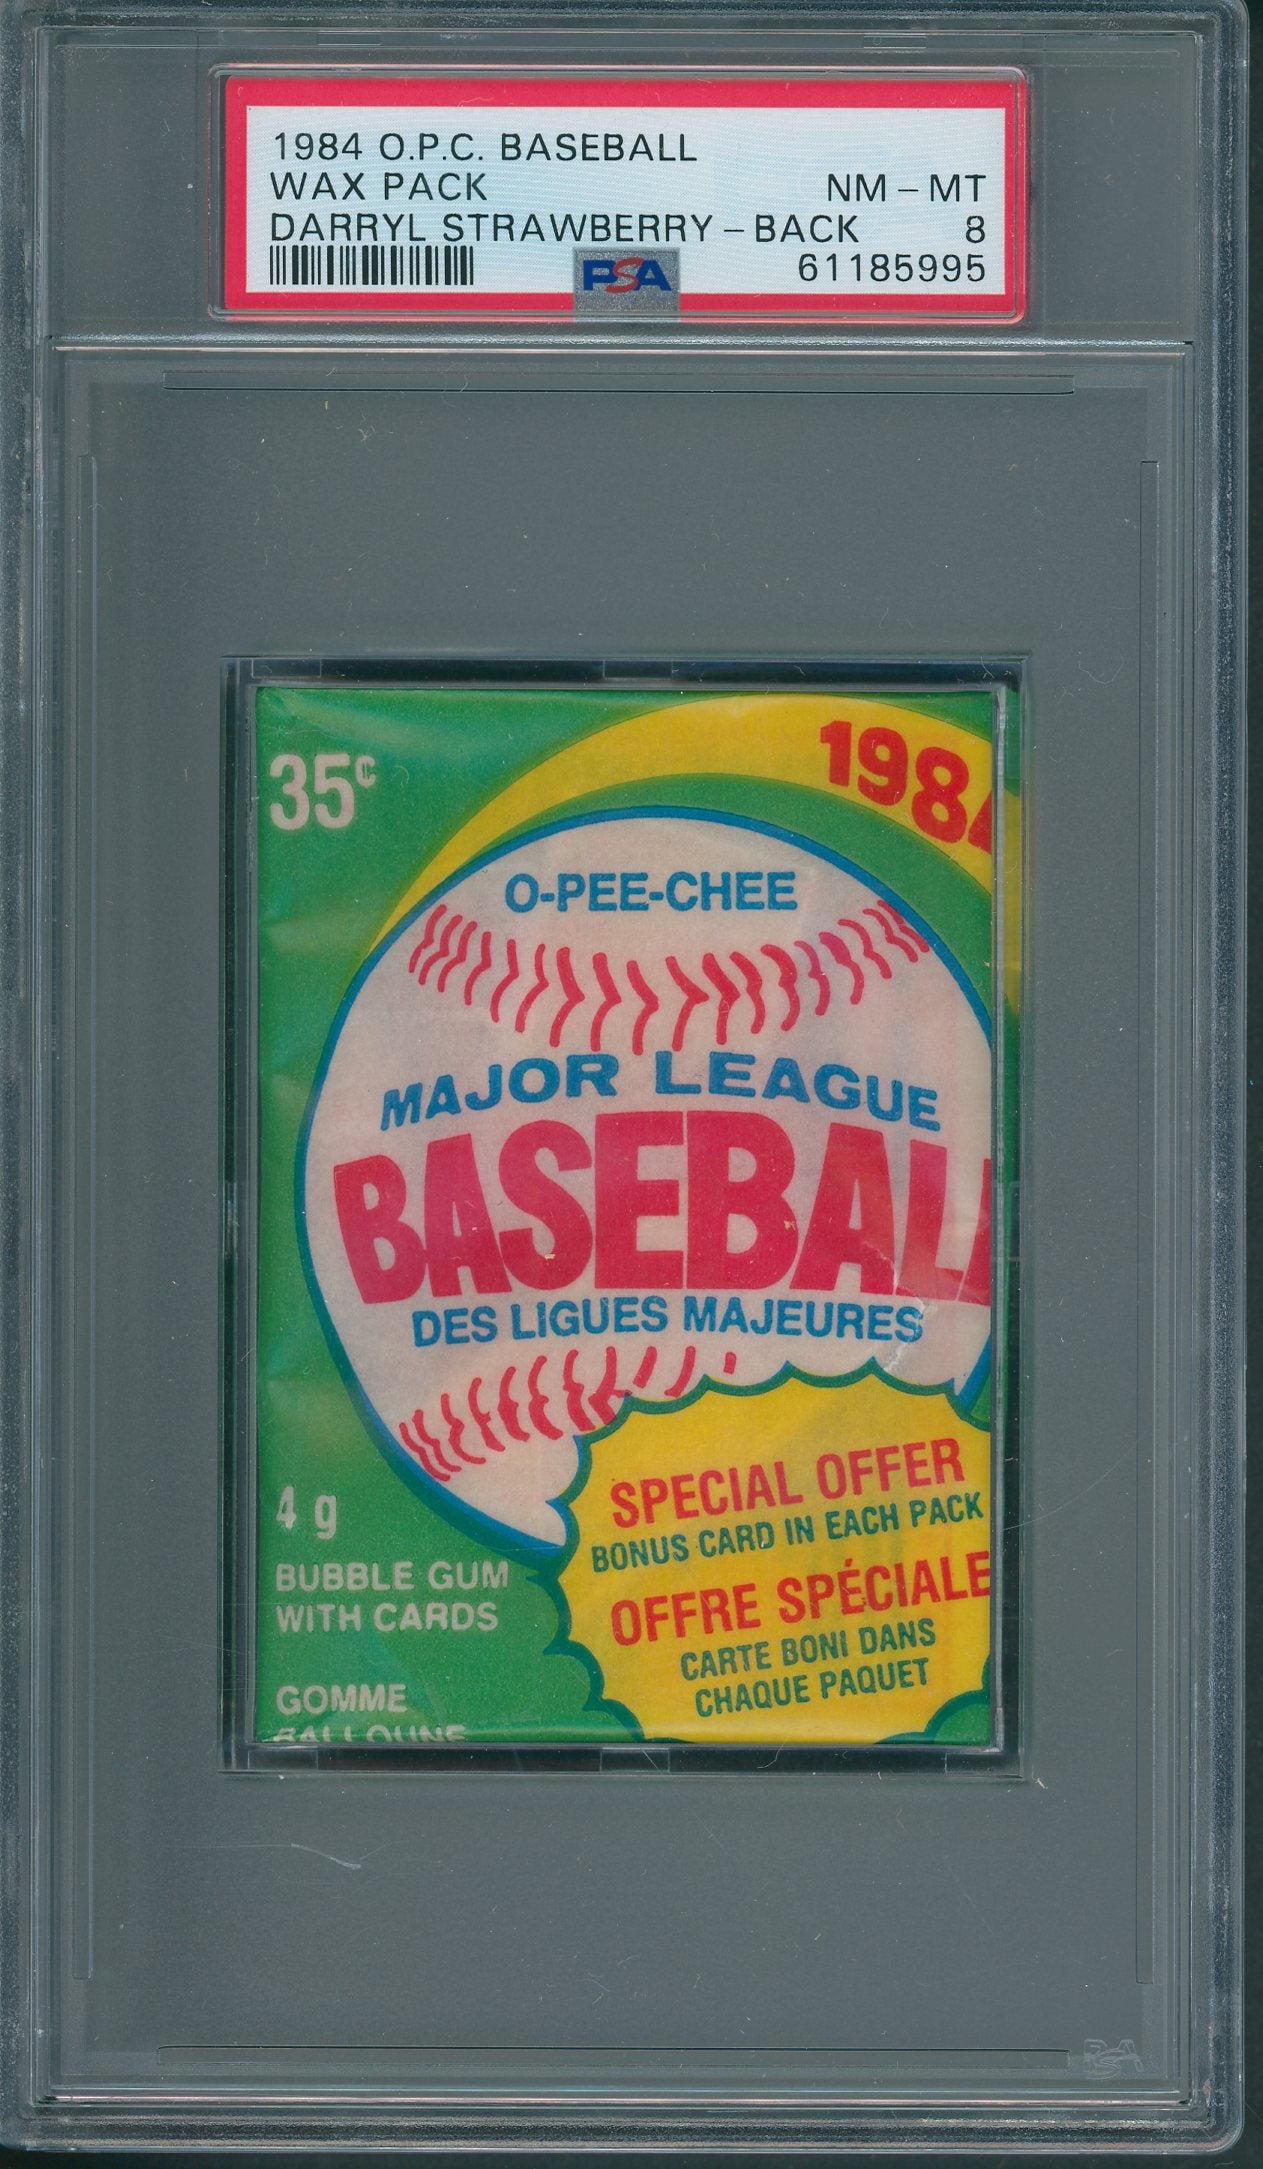 1984 O.P.C. BASEBALL
WAX PACK NM - MT
DARRYL STRAWBERRY - BACK 8
PSA 61185995
35¢
1984
O-PEE-CHEE
MAJOR LEAGUE
BASEBALL
DES LIGUES MAJEURES
SPECIAL OFFER
BONUS CARD IN EACH PACK
OFFRE SPÉCIALE
CARTE BONI DANS
CHAQUE PAQUET
4 g
BUBBLE GUM
WITH CARDS
GOMME
BALLOUNE
PSA